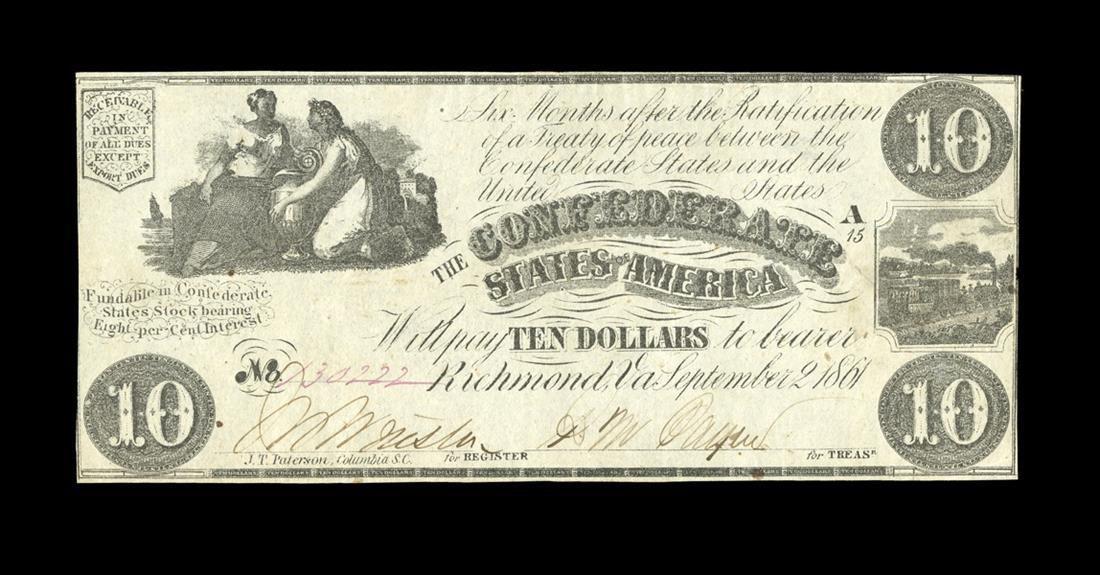 RECEIVABLE
IN
PAYMENT
OF ALL DUES
EXCEPT
EXPORT DUES
Six Months after the Ratification
of a Treaty of peace between the
Confederate States and the
United States
10
A
15
THE CONFEDERATE
STATES OF AMERICA
Fundable in Confederate
States Stock bearing
Eight-per-Cent Interest
Will pay TEN DOLLARS to bearer
No. 30222 Richmond, Va September 2 1861
10
10
J.T. Paterson, Columbia S.C. for REGISTER for TREASR